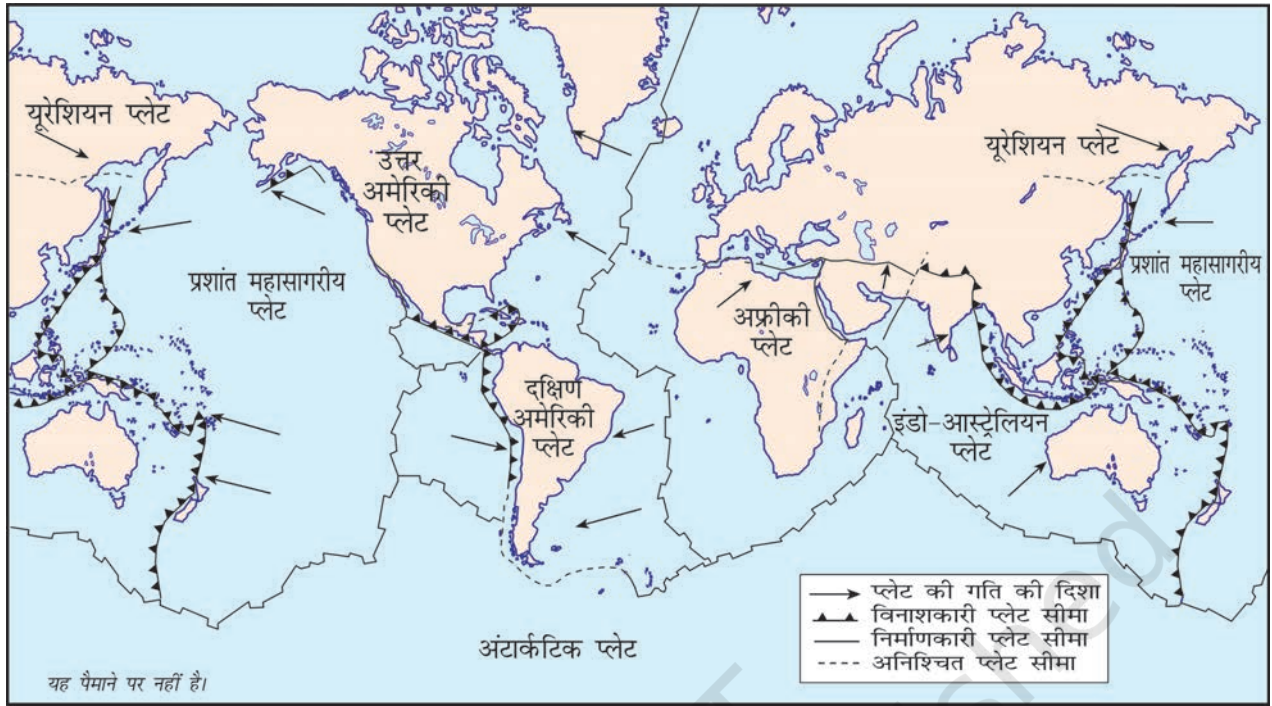 यूरेशियन प्लेट
उत्तर
अमेरिकी
प्लेट
यूरेशियन प्लेट
प्रशांत महासागरीय
प्लेट
प्रशांत महासागरीय
प्लेट
अफ्रीकी
प्लेट
दक्षिण
अमेरिकी
प्लेट
इंडो-आस्ट्रेलियन
प्लेट
अंटार्कटिक प्लेट
प्लेट की गति की दिशा
विनाशकारी प्लेट सीमा
निर्माणकारी प्लेट सीमा
अनिश्चित प्लेट सीमा
यह पैमाने पर नहीं है।